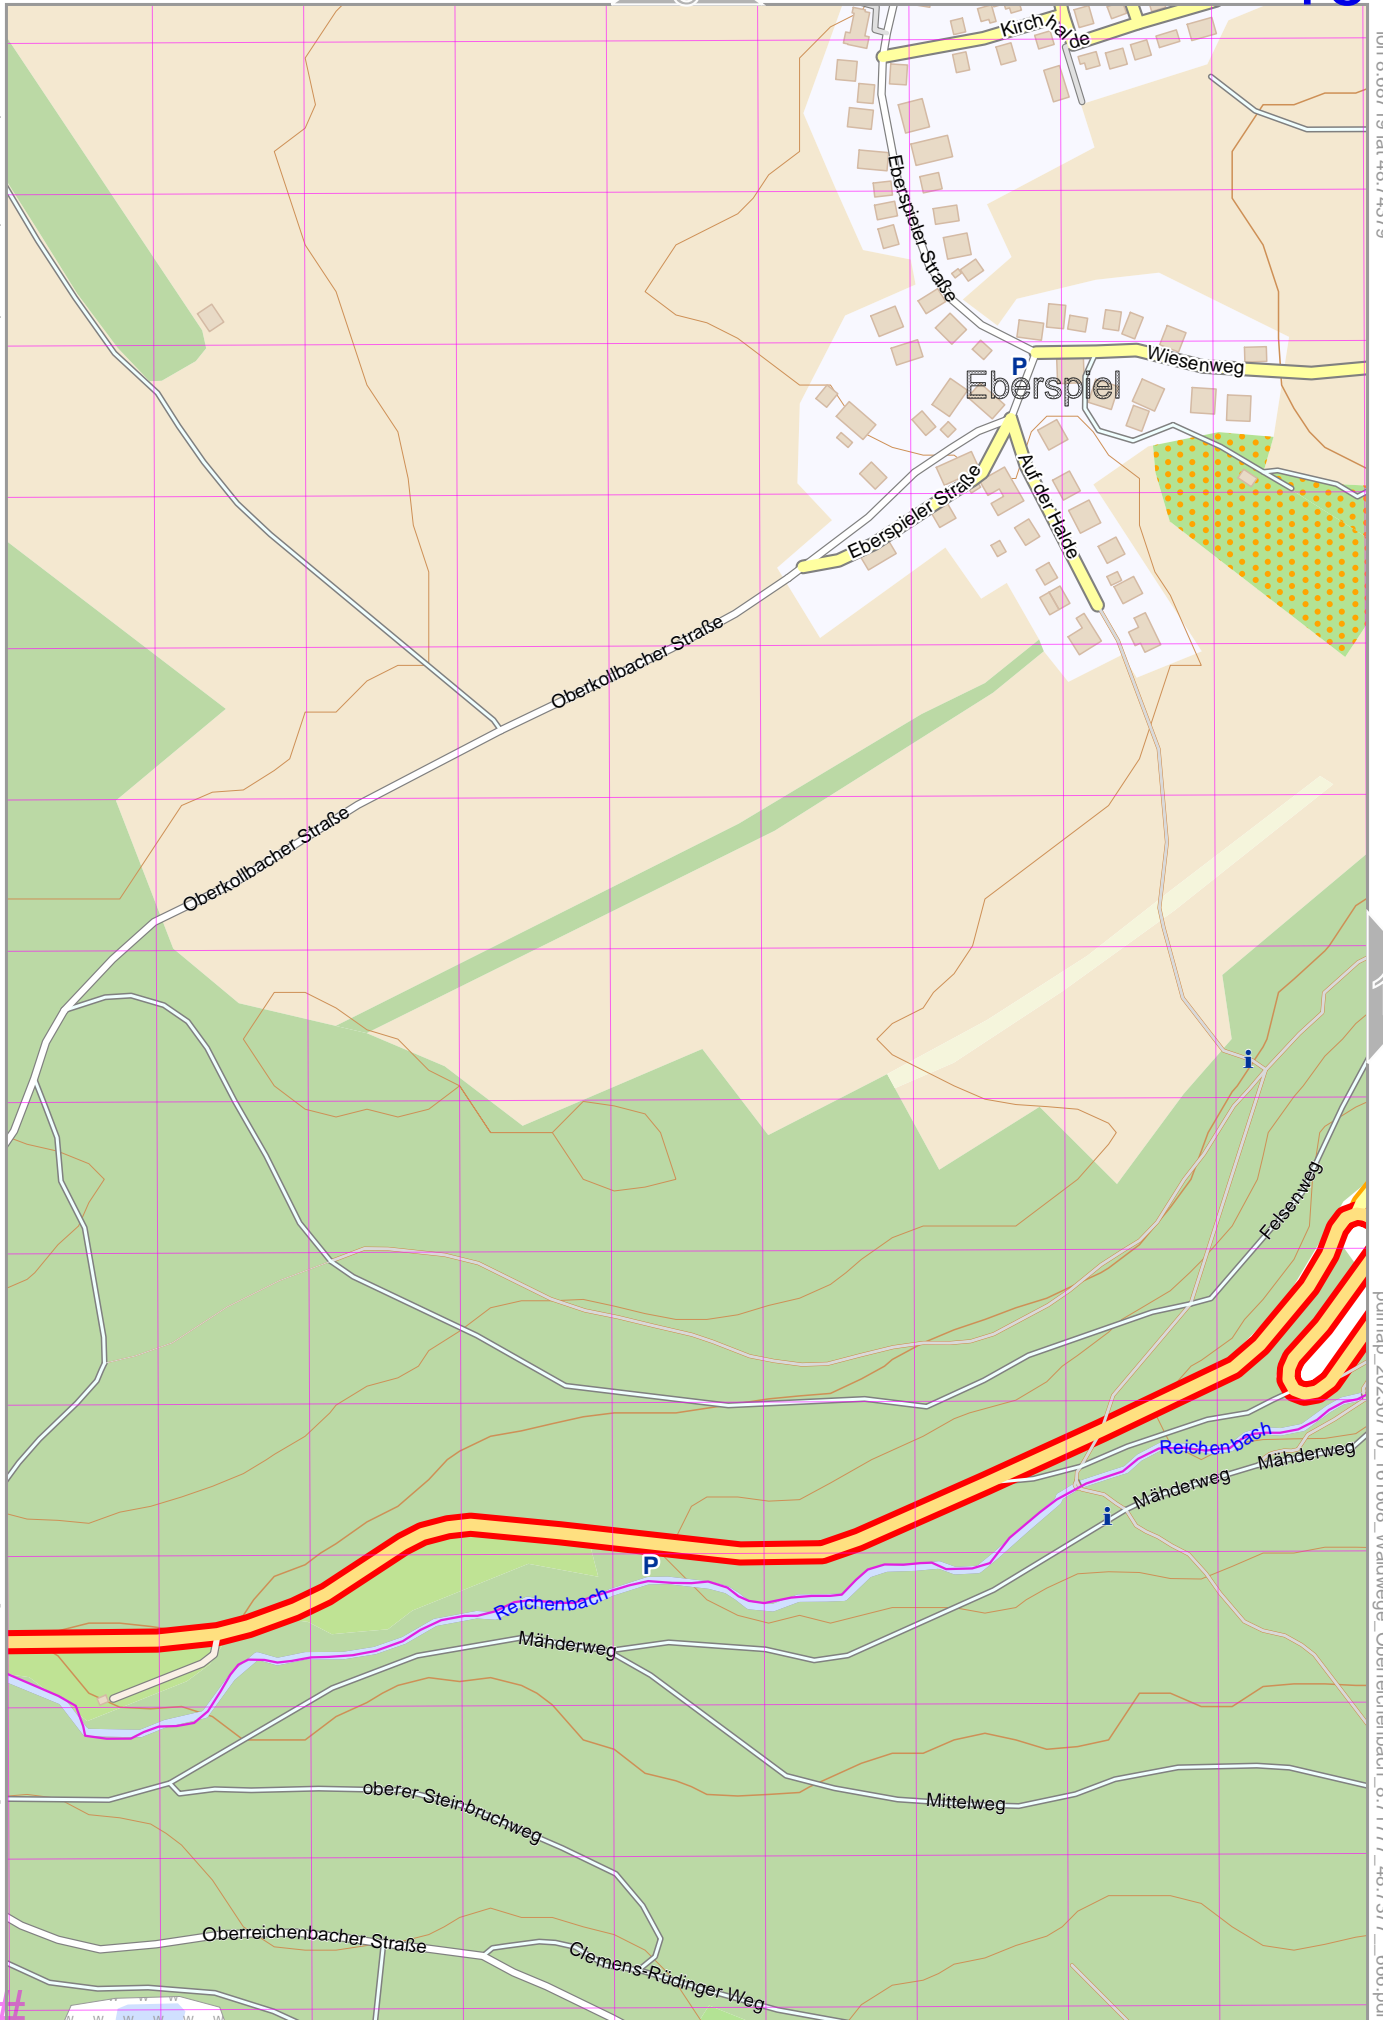 Kirchhalde
Eberspieler Straße
Wiesenweg
P
Eberspiel
Auf der Halde
Eberspieler Straße
Oberkollbacher Straße
Oberkollbacher Straße
i
Felsenweg
Reichenbach
Mähderweg
Mähderweg
i
P
Reichenbach
Mähderweg
Mittelweg
oberer Steinbruchweg
Oberreichenbacher Straße
Clemens-Rüdinger Weg
#